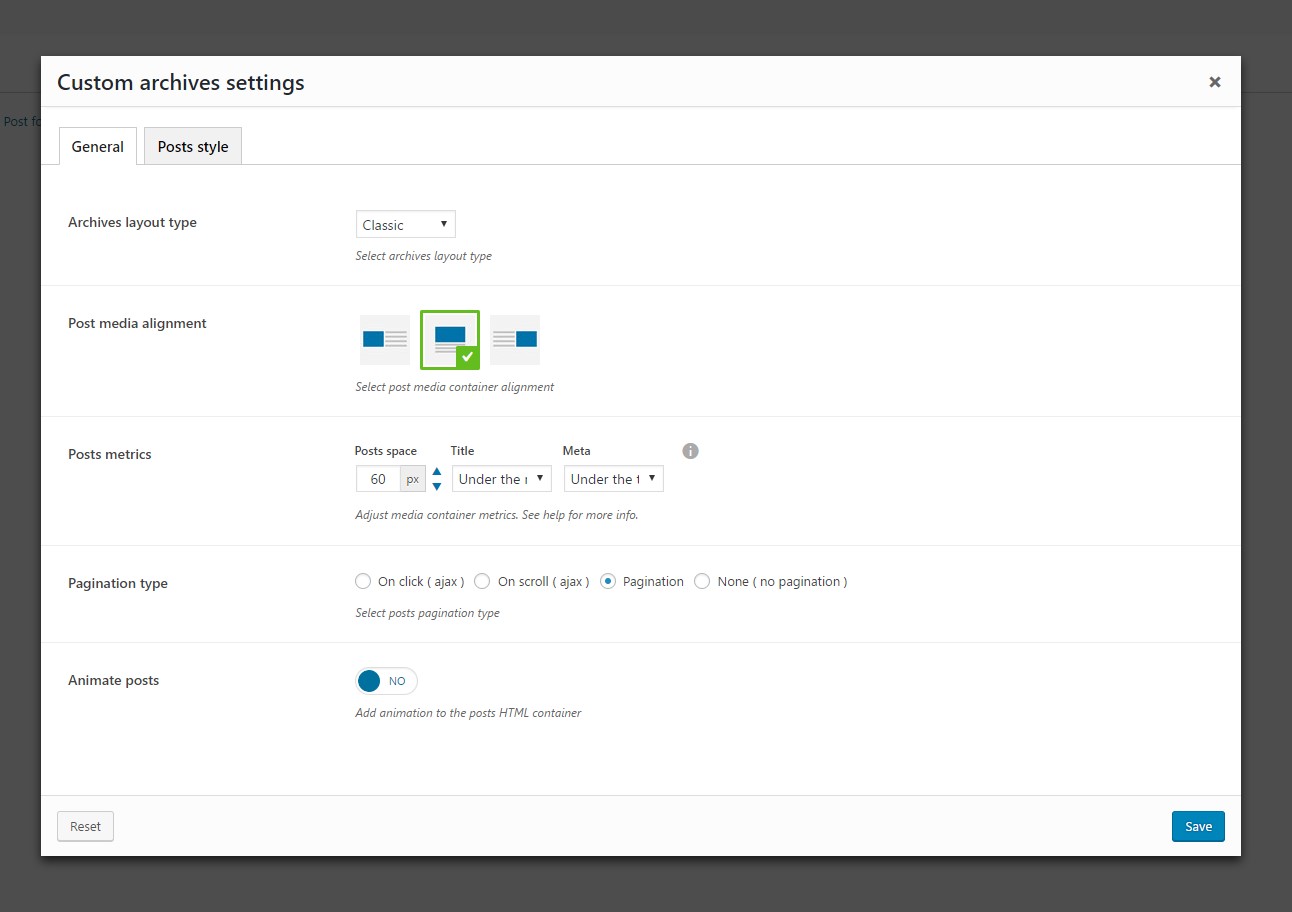 Custom archives settings
Post fo
General Posts style
Archives layout type
Classic
Select archives layout type
Post media alignment
Select post media container alignment
Posts metrics
Posts space Title Meta
60 px Under the Under the
Adjust media container metrics. See help for more info.
Pagination type
On click ( ajax ) On scroll ( ajax ) Pagination None ( no pagination )
Select posts pagination type
Animate posts
NO
Add animation to the posts HTML container
Reset Save